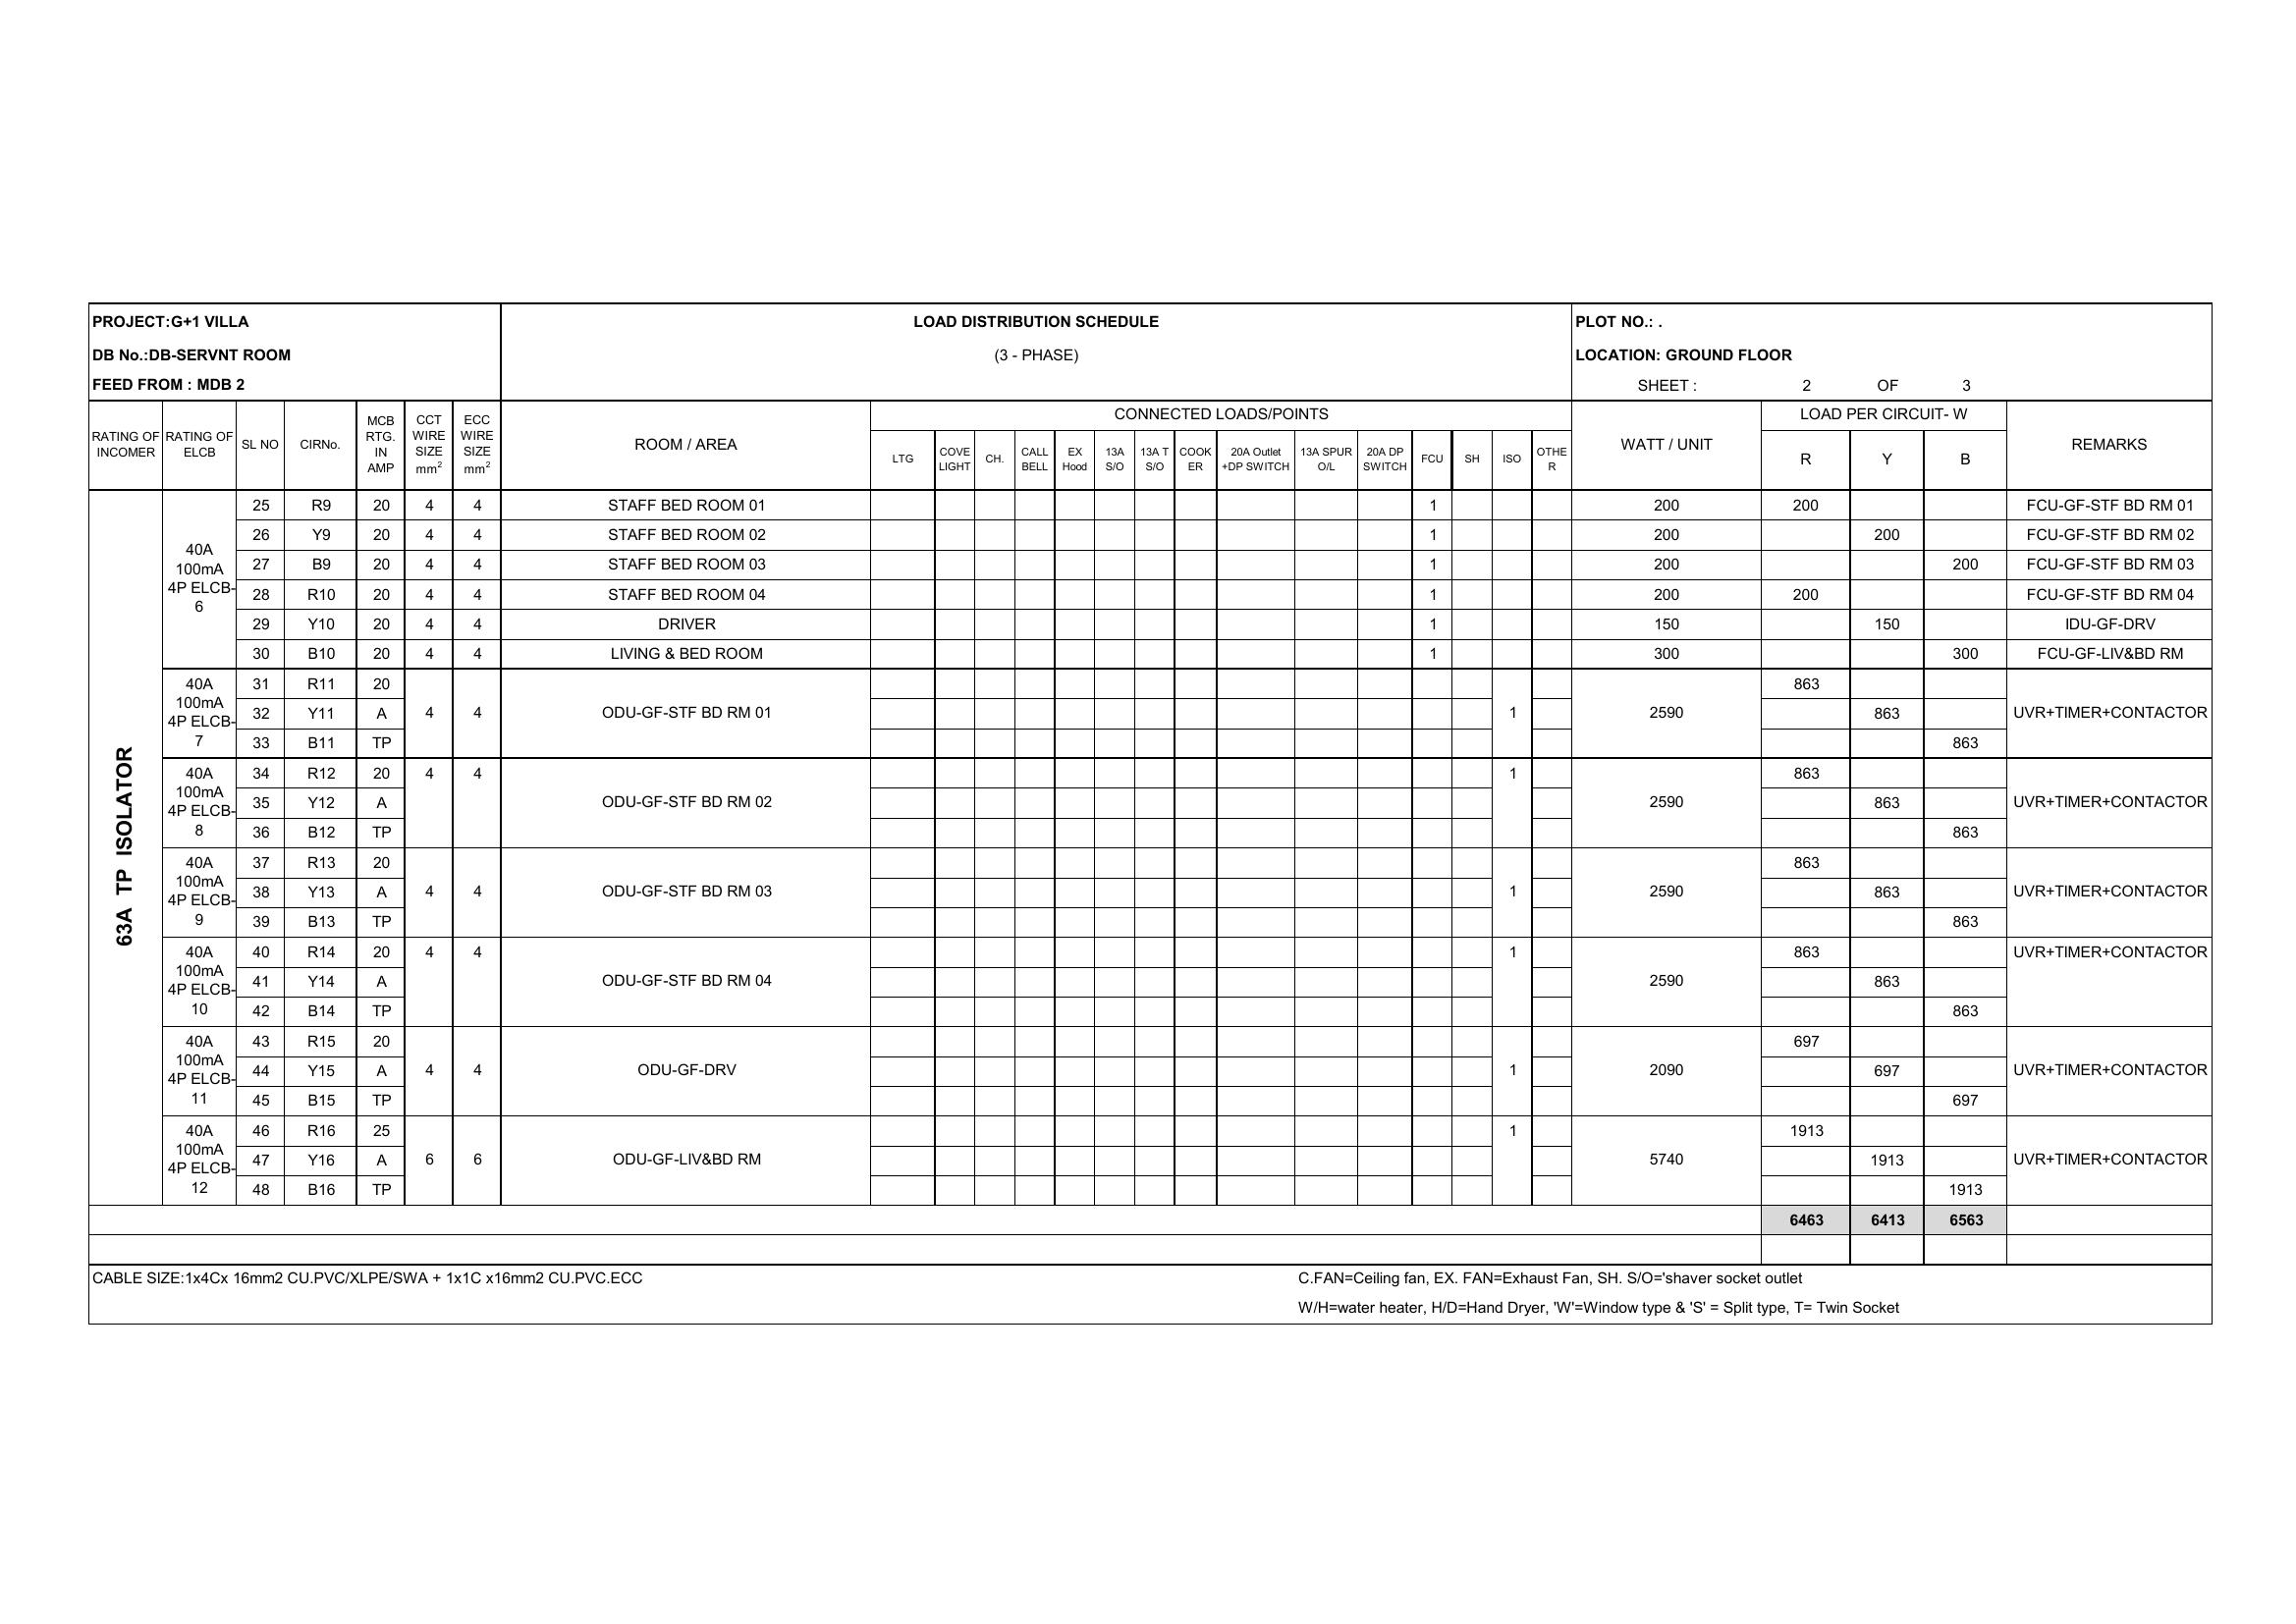 PROJECT:G+1 VILLA
LOAD DISTRIBUTION SCHEDULE
PLOT NO.: .
DB No.:DB-SERVNT ROOM
(3 - PHASE)
LOCATION: GROUND FLOOR
FEED FROM : MDB 2
SHEET : 2 OF 3
RATING OF INCOMER
RATING OF ELCB
SL NO
CIRNo.
MCB RTG. IN AMP
CCT WIRE SIZE mm2
ECC WIRE SIZE mm2
ROOM / AREA
CONNECTED LOADS/POINTS
LTG
COVE LIGHT
CH.
CALL BELL
EX Hood
13A S/O
13A T S/O
COOK ER
20A Outlet +DP SWITCH
13A SPUR O/L
20A DP SWITCH
FCU
SH
ISO
OTHE R
WATT / UNIT
LOAD PER CIRCUIT- W
R Y B
REMARKS
63A TP ISOLATOR
40A 100mA 4P ELCB-6
25 R9 20 4 4 STAFF BED ROOM 01 1 200 200 FCU-GF-STF BD RM 01
26 Y9 20 4 4 STAFF BED ROOM 02 1 200 200 FCU-GF-STF BD RM 02
27 B9 20 4 4 STAFF BED ROOM 03 1 200 200 FCU-GF-STF BD RM 03
28 R10 20 4 4 STAFF BED ROOM 04 1 200 200 FCU-GF-STF BD RM 04
29 Y10 20 4 4 DRIVER 1 150 150 IDU-GF-DRV
30 B10 20 4 4 LIVING & BED ROOM 1 300 300 FCU-GF-LIV&BD RM
40A 100mA 4P ELCB-7
31 R11 20 863
32 Y11 A 4 4 ODU-GF-STF BD RM 01 1 2590 863 UVR+TIMER+CONTACTOR
33 B11 TP 863
40A 100mA 4P ELCB-8
34 R12 20 4 4 1 863
35 Y12 A ODU-GF-STF BD RM 02 2590 863 UVR+TIMER+CONTACTOR
36 B12 TP 863
40A 100mA 4P ELCB-9
37 R13 20 863
38 Y13 A 4 4 ODU-GF-STF BD RM 03 1 2590 863 UVR+TIMER+CONTACTOR
39 B13 TP 863
40A 100mA 4P ELCB-10
40 R14 20 4 4 1 863 UVR+TIMER+CONTACTOR
41 Y14 A ODU-GF-STF BD RM 04 2590 863
42 B14 TP 863
40A 100mA 4P ELCB-11
43 R15 20 697
44 Y15 A 4 4 ODU-GF-DRV 1 2090 697 UVR+TIMER+CONTACTOR
45 B15 TP 697
40A 100mA 4P ELCB-12
46 R16 25 1 1913
47 Y16 A 6 6 ODU-GF-LIV&BD RM 5740 1913 UVR+TIMER+CONTACTOR
48 B16 TP 1913
6463 6413 6563
CABLE SIZE:1x4Cx 16mm2 CU.PVC/XLPE/SWA + 1x1C x16mm2 CU.PVC.ECC
C.FAN=Ceiling fan, EX. FAN=Exhaust Fan, SH. S/O='shaver socket outlet
W/H=water heater, H/D=Hand Dryer, 'W'=Window type & 'S' = Split type, T= Twin Socket